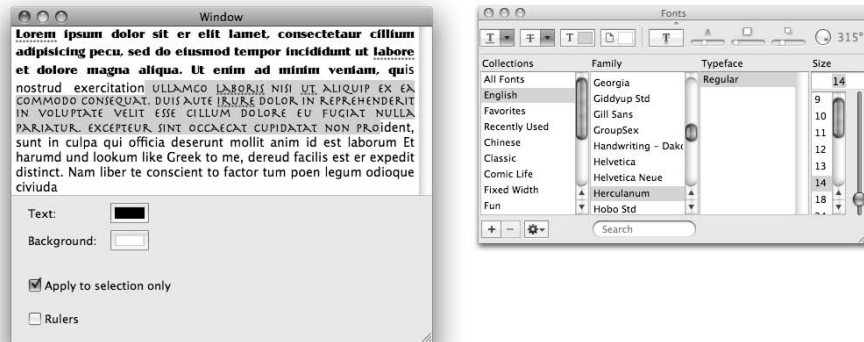 Window
Lorem ipsum dolor sit er elit lamet, consectetaur cillium
adipisicing pecu, sed do eiusmod tempor incididunt ut labore
et dolore magna aliqua. Ut enim ad minim veniam, quis
nostrud exercitation ULLAMCO LABORIS NISI UT ALIQUIP EX EA
COMMODO CONSEQUAT. DUIS AUTE IRURE DOLOR IN REPREHENDERIT
IN VOLUPTATE VELIT ESSE CILLUM DOLORE EU FUGIAT NULLA
PARIATUR. EXCEPTEUR SINT OCCAECAT CUPIDATAT NON PROident,
sunt in culpa qui officia deserunt mollit anim id est laborum Et
harumd und lookum like Greek to me, dereud facilis est er expedit
distinct. Nam liber te conscient to factor tum poen legum odioque
civiuda
Text:
Background:
Apply to selection only
Rulers
Fonts
T T T T 315°
Collections Family Typeface Size
All Fonts Georgia Regular 14
English Giddyup Std 9
Favorites Gill Sans 10
Recently Used GroupSex 11
Chinese Handwriting – Dako 12
Classic Helvetica 13
Comic Life Helvetica Neue 14
Fixed Width Herculanum 18
Fun Hobo Std
+ − Search